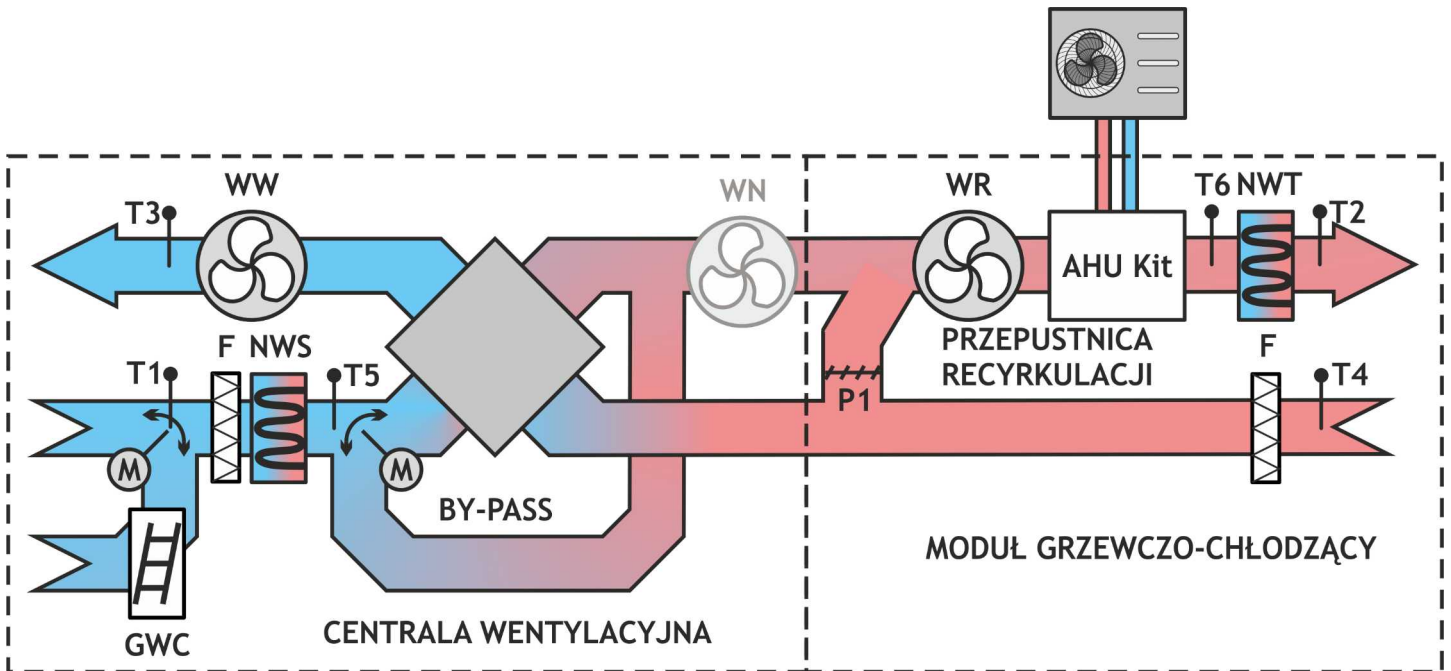 WW
WN
WR
T3
T6
NWT
T2
AHU Kit
F
NWS
T1
T5
PRZEPUSTNICA
RECYRKULACJI
F
T4
P1
M
M
BY-PASS
MODUŁ GRZEWCZO-CHŁODZĄCY
GWC
CENTRALA WENTYLACYJNA